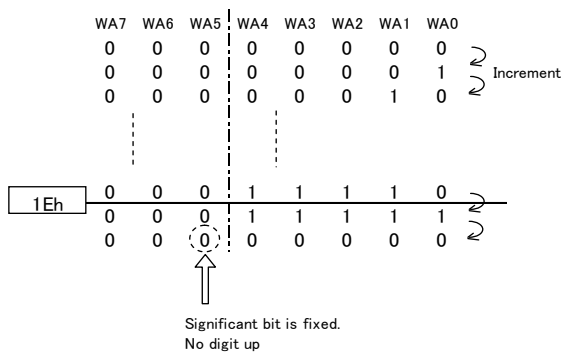 WA7 WA6 WA5 WA4 WA3 WA2 WA1 WA0
0 0 0 0 0 0 0 0
0 0 0 0 0 0 0 1 Increment
0 0 0 0 0 0 1 0
1Eh 0 0 0 1 1 1 1 0
0 0 0 1 1 1 1 1
0 0 0 0 0 0 0 0
Significant bit is fixed.
No digit up